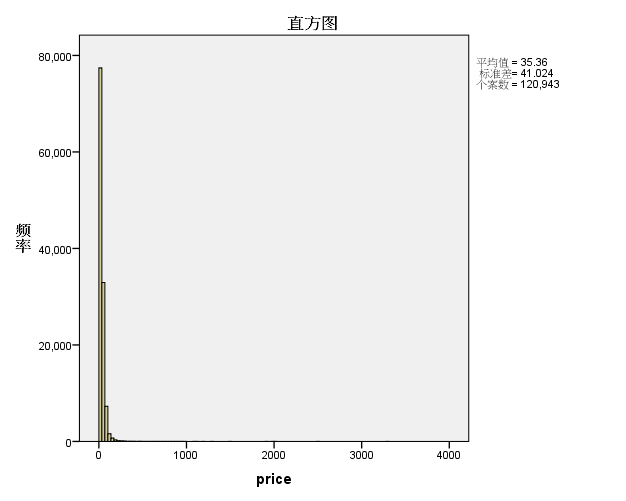 直方图
平均值 = 35.36
标准差= 41.024
个案数 = 120,943
频率
80,000
60,000
40,000
20,000
0
0 1000 2000 3000 4000
price